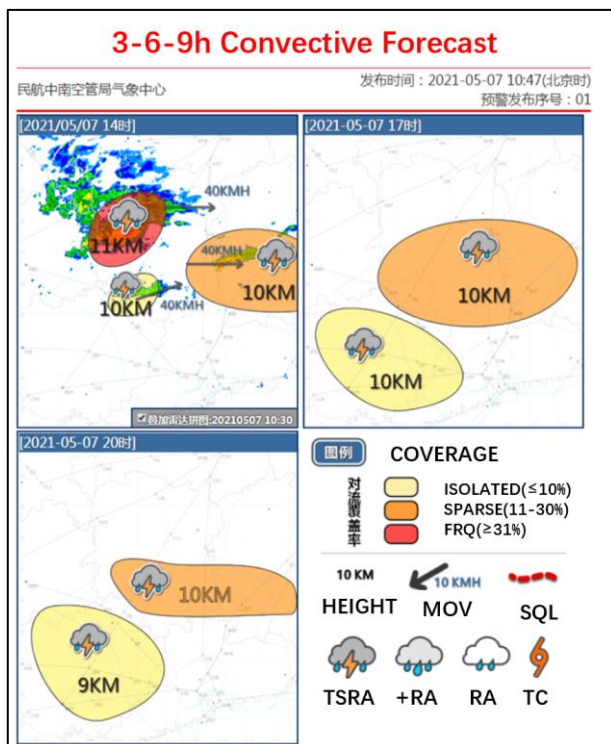 3-6-9h Convective Forecast
民航中南空管局气象中心
发布时间：2021-05-07 10:47(北京时)
预警发布序号：01
[2021/05/07 14时]
40KMH
11KM
40KMH
10KM
10KM
40KMH
叠加雷达拼图:20210507 10:30
[2021-05-07 17时]
10KM
10KM
[2021-05-07 20时]
10KM
9KM
图例
COVERAGE
对流覆盖率
ISOLATED(≤10%)
SPARSE(11-30%)
FRQ(≥31%)
10 KM
10 KMH
HEIGHT
MOV
SQL
TSRA
+RA
RA
TC